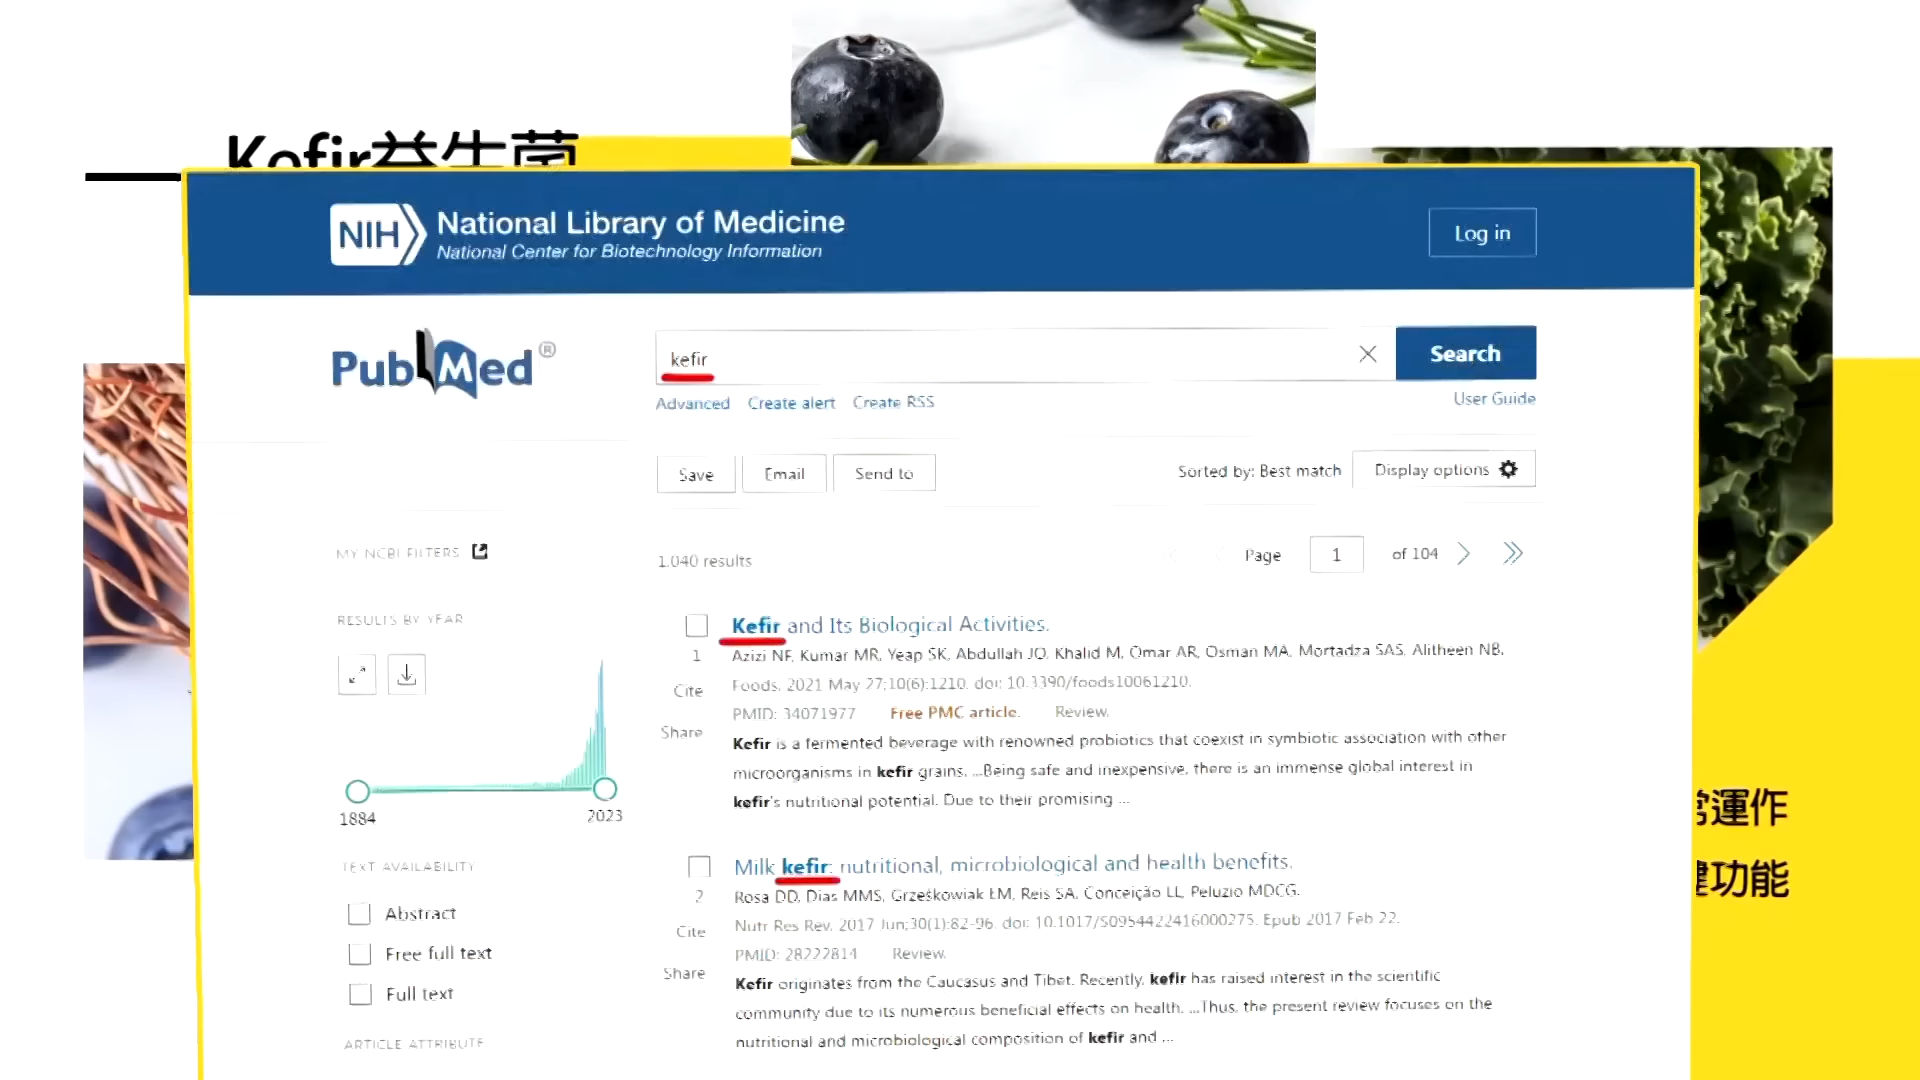 Kefir益生菌
NIH National Library of Medicine
National Center for Biotechnology Information
Log in
PubMed®
kefir
Search
Advanced Create alert Create RSS
User Guide
Save Email Send to
Sorted by: Best match
Display options
MY NCBI FILTERS
1,040 results
Page 1 of 104
RESULTS BY YEAR
1884
2023
TEXT AVAILABILITY
Abstract
Free full text
Full text
ARTICLE ATTRIBUTE
Kefir and Its Biological Activities.
1
Azizi NF, Kumar MR, Yeap SK, Abdullah JO, Khalid M, Omar AR, Osman MA, Mortadza SAS, Alitheen NB.
Cite
Foods. 2021 May 27;10(6):1210. doi: 10.3390/foods10061210.
PMID: 34071977 Free PMC article. Review.
Share
Kefir is a fermented beverage with renowned probiotics that coexist in symbiotic association with other
microorganisms in kefir grains. ...Being safe and inexpensive, there is an immense global interest in
kefir's nutritional potential. Due to their promising ...
Milk kefir: nutritional, microbiological and health benefits.
2
Rosa DD, Dias MMS, Grześkowiak ŁM, Reis SA, Conceição LL, Peluzio MDCG.
Cite
Nutr Res Rev. 2017 Jun;30(1):82-96. doi: 10.1017/S0954422416000275. Epub 2017 Feb 22.
PMID: 28222814 Review.
Share
Kefir originates from the Caucasus and Tibet. Recently, kefir has raised interest in the scientific
community due to its numerous beneficial effects on health. ...Thus, the present review focuses on the
nutritional and microbiological composition of kefir and ...
常運作
鍵功能